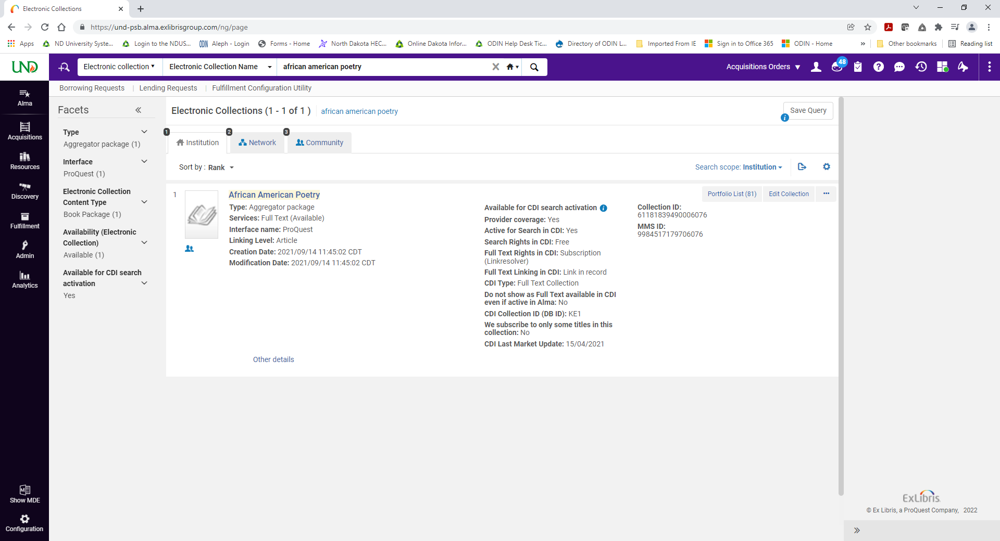 Electronic Collections
https://und-psb.alma.exlibrisgroup.com/ng/page
Apps
ND University Syste...
Login to the NDUS...
ODIN
Aleph - Login
Forms - Home
North Dakota HEC...
Online Dakota Infor...
ODIN Help Desk Tic...
Directory of ODIN L...
Imported From IE
Sign in to Office 365
ODIN - Home
»
Other bookmarks
Reading list
UND
Electronic collection
Electronic Collection Name
african american poetry
Acquisitions Orders
48
Borrowing Requests
Lending Requests
Fulfillment Configuration Utility
Alma
Acquisitions
Resources
Discovery
Fulfillment
Admin
Analytics
Show MDE
Configuration
Facets
Type
Aggregator package (1)
Interface
ProQuest (1)
Electronic Collection
Content Type
Book Package (1)
Availability (Electronic
Collection)
Available (1)
Available for CDI search
activation
Yes
Electronic Collections (1 - 1 of 1 )
african american poetry
Save Query
1
Institution
2
Network
3
Community
Sort by : Rank
Search scope: Institution
1
African American Poetry
Type: Aggregator package
Services: Full Text (Available)
Interface name: ProQuest
Linking Level: Article
Creation Date: 2021/09/14 11:45:02 CDT
Modification Date: 2021/09/14 11:45:02 CDT
Other details
Available for CDI search activation
Provider coverage: Yes
Active for Search in CDI: Yes
Search Rights in CDI: Free
Full Text Rights in CDI: Subscription
(Linkresolver)
Full Text Linking in CDI: Link in record
CDI Type: Full Text Collection
Do not show as Full Text available in CDI
even if active in Alma: No
CDI Collection ID (DB ID): KE1
We subscribe to only some titles in this
collection: No
CDI Last Market Update: 15/04/2021
Portfolio List (81)
Edit Collection
Collection ID:
61181839490006076
MMS ID:
9984517179706076
ExLibris
© Ex Libris, a ProQuest Company, 2022